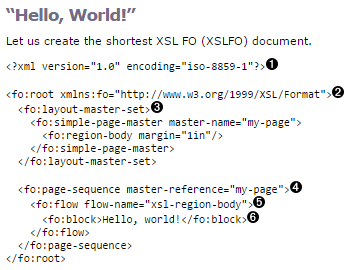 “Hello, World!”
Let us create the shortest XSL FO (XSLFO) document.
<?xml version="1.0" encoding="iso-8859-1"?>❶
<fo:root xmlns:fo="http://www.w3.org/1999/XSL/Format">❷
  <fo:layout-master-set>❸
    <fo:simple-page-master master-name="my-page">
      <fo:region-body margin="1in"/>
    </fo:simple-page-master>
  </fo:layout-master-set>
  <fo:page-sequence master-reference="my-page">❹
    <fo:flow flow-name="xsl-region-body">❺
      <fo:block>Hello, world!</fo:block>❻
    </fo:flow>
  </fo:page-sequence>
</fo:root>